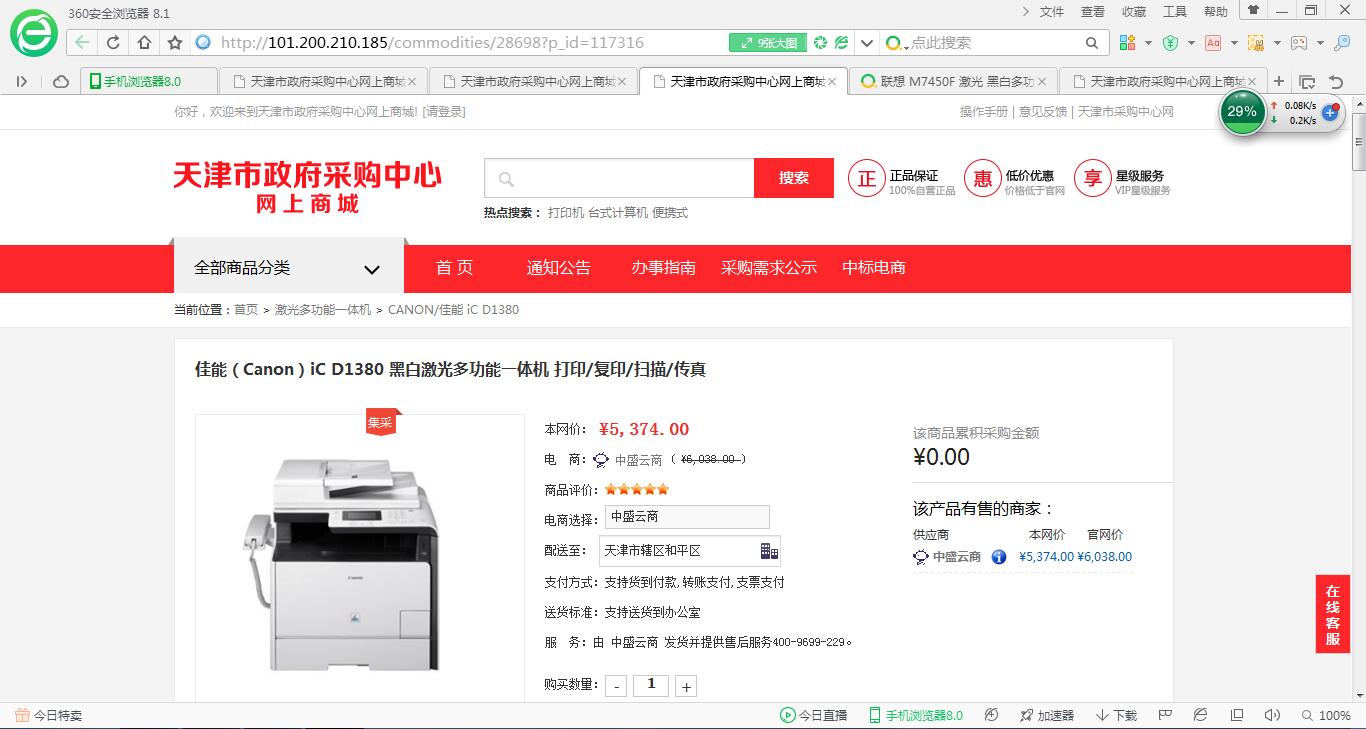 360安全浏览器 8.1
文件 查看 收藏 工具 帮助
http://101.200.210.185/commodities/28698?p_id=117316
9张大图
点此搜索
手机浏览器8.0
天津市政府采购中心网上商城
天津市政府采购中心网上商城
天津市政府采购中心网上商城
联想 M7450F 激光 黑白多功
天津市政府采购中心网上商城
你好，欢迎来到天津市政府采购中心网上商城! [请登录]
操作手册 | 意见反馈 | 天津市采购中心网
29%
0.08K/s
0.2K/s
天津市政府采购中心
网上商城
搜索
热点搜索： 打印机 台式计算机 便携式
正 正品保证
100%自营正品
惠 低价优惠
价格低于官网
享 星级服务
VIP星级服务
全部商品分类
首 页 通知公告 办事指南 采购需求公示 中标电商
当前位置：首页 > 激光多功能一体机 > CANON/佳能 iC D1380
佳能（Canon）iC D1380 黑白激光多功能一体机 打印/复印/扫描/传真
集采
Canon
本网价： ¥5,374.00
电 商： 中盛云商 （ ¥6,038.00 ）
商品评价：
电商选择： 中盛云商
配送至： 天津市辖区和平区
支付方式：支持货到付款,转账支付,支票支付
送货标准：支持送货到办公室
服 务：由 中盛云商 发货并提供售后服务400-9699-229。
购买数量： - 1 +
该商品累积采购金额
¥0.00
该产品有售的商家：
供应商 本网价 官网价
中盛云商 ¥5,374.00 ¥6,038.00
在线客服
今日特卖
今日直播
手机浏览器8.0
加速器
下载
100%